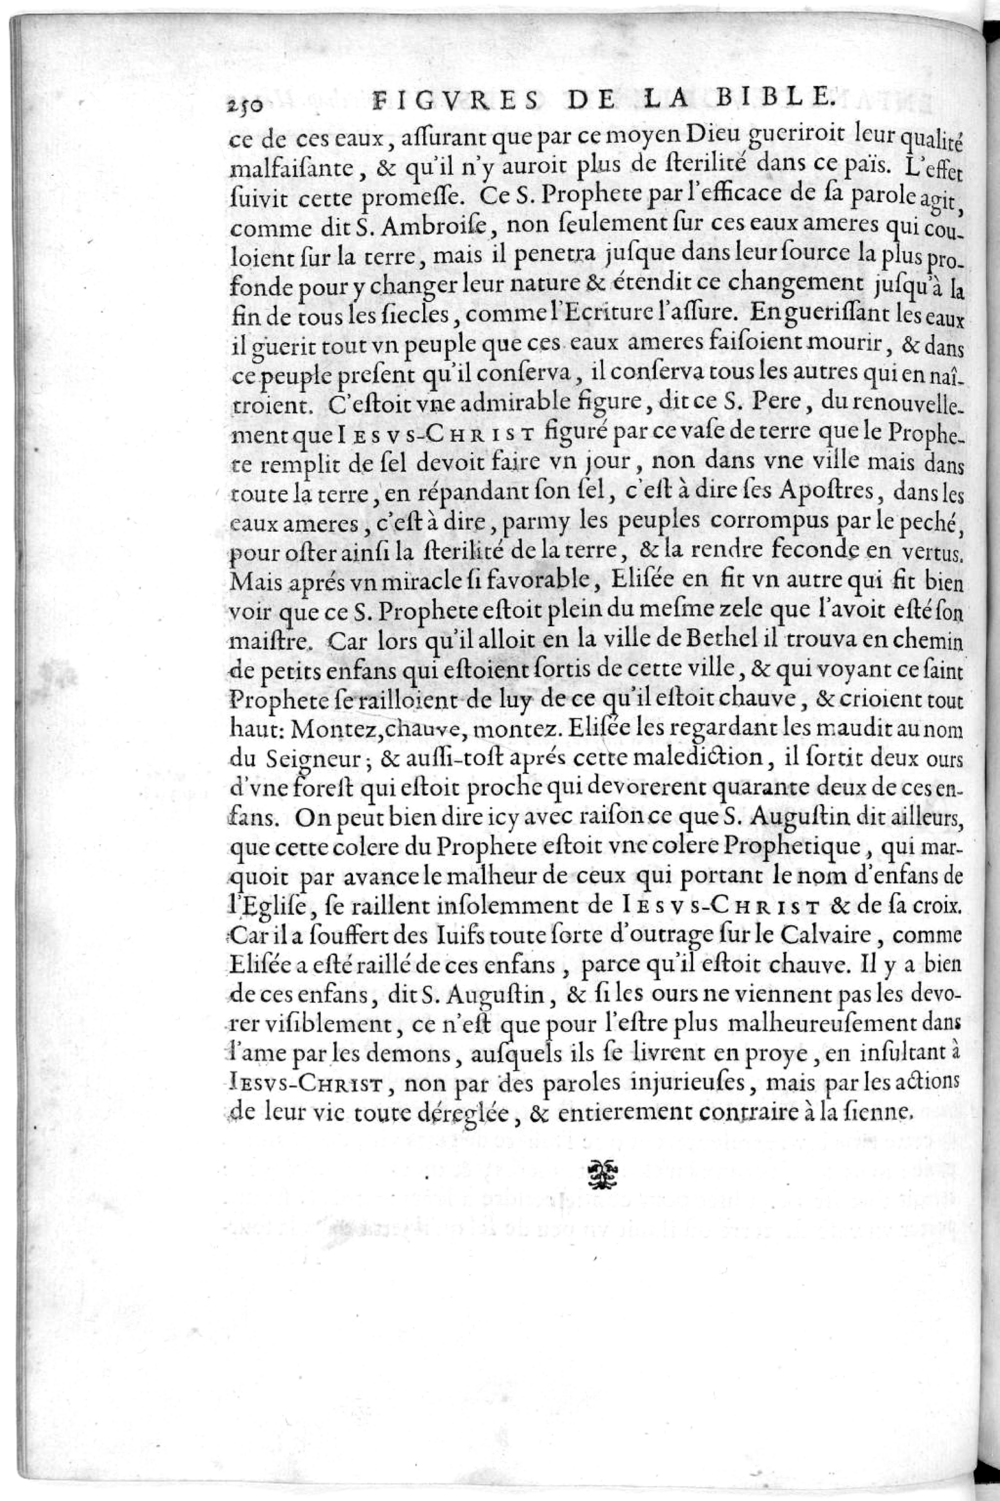 250 FIGVRES DE LA BIBLE.
ce de ces eaux, aſſurant que par ce moyen Dieu gueriroit leur qualité
malfaiſante, & qu'il n'y auroit plus de ſterilité dans ce païs. L'effet
ſuivit cette promeſſe. Ce S. Prophete par l'efficace de ſa parole agit,
comme dit S. Ambroiſe, non ſeulement ſur ces eaux ameres qui cou-
loient ſur la terre, mais il penetra juſque dans leur ſource la plus pro-
fonde pour y changer leur nature & étendit ce changement juſqu'à la
fin de tous les ſiecles, comme l'Ecriture l'aſſure. En gueriſſant les eaux
il guerit tout vn peuple que ces eaux ameres faiſoient mourir, & dans
ce peuple preſent qu'il conſerva, il conſerva tous les autres qui en naî-
troient. C'eſtoit vne admirable figure, dit ce S. Pere, du renouvelle-
ment que IESVS-CHRIST figuré par ce vaſe de terre que le Prophe-
te remplit de ſel devoit faire vn jour, non dans vne ville mais dans
toute la terre, en répandant ſon ſel, c'eſt à dire ſes Apoſtres, dans les
eaux ameres, c'eſt à dire, parmy les peuples corrompus par le peché,
pour oſter ainſi la ſterilité de la terre, & la rendre feconde en vertus.
Mais aprés vn miracle ſi favorable, Eliſée en fit vn autre qui fit bien
voir que ce S. Prophete eſtoit plein du meſme zele que l'avoit eſté ſon
maiſtre. Car lors qu'il alloit en la ville de Bethel il trouva en chemin
de petits enfans qui eſtoient ſortis de cette ville, & qui voyant ce ſaint
Prophete ſe railloient de luy de ce qu'il eſtoit chauve, & crioient tout
haut: Montez, chauve, montez. Eliſée les regardant les maudit au nom
du Seigneur; & auſſi-toſt aprés cette malediction, il ſortit deux ours
d'vne foreſt qui eſtoit proche qui devorerent quarante deux de ces en-
fans. On peut bien dire icy avec raiſon ce que S. Auguſtin dit ailleurs,
que cette colere du Prophete eſtoit vne colere Prophetique, qui mar-
quoit par avance le malheur de ceux qui portant le nom d'enfans de
l'Egliſe, ſe raillent inſolemment de IESVS-CHRIST & de ſa croix.
Car il a ſouffert des Iuifs toute ſorte d'outrage ſur le Calvaire, comme
Eliſée a eſté raillé de ces enfans, parce qu'il eſtoit chauve. Il y a bien
de ces enfans, dit S. Auguſtin, & ſi les ours ne viennent pas les devo-
rer viſiblement, ce n'eſt que pour l'eſtre plus malheureuſement dans
l'ame par les demons, auſquels ils ſe livrent en proye, en inſultant à
IESVS-CHRIST, non par des paroles injurieuſes, mais par les actions
de leur vie toute déreglée, & entierement contraire à la ſienne.